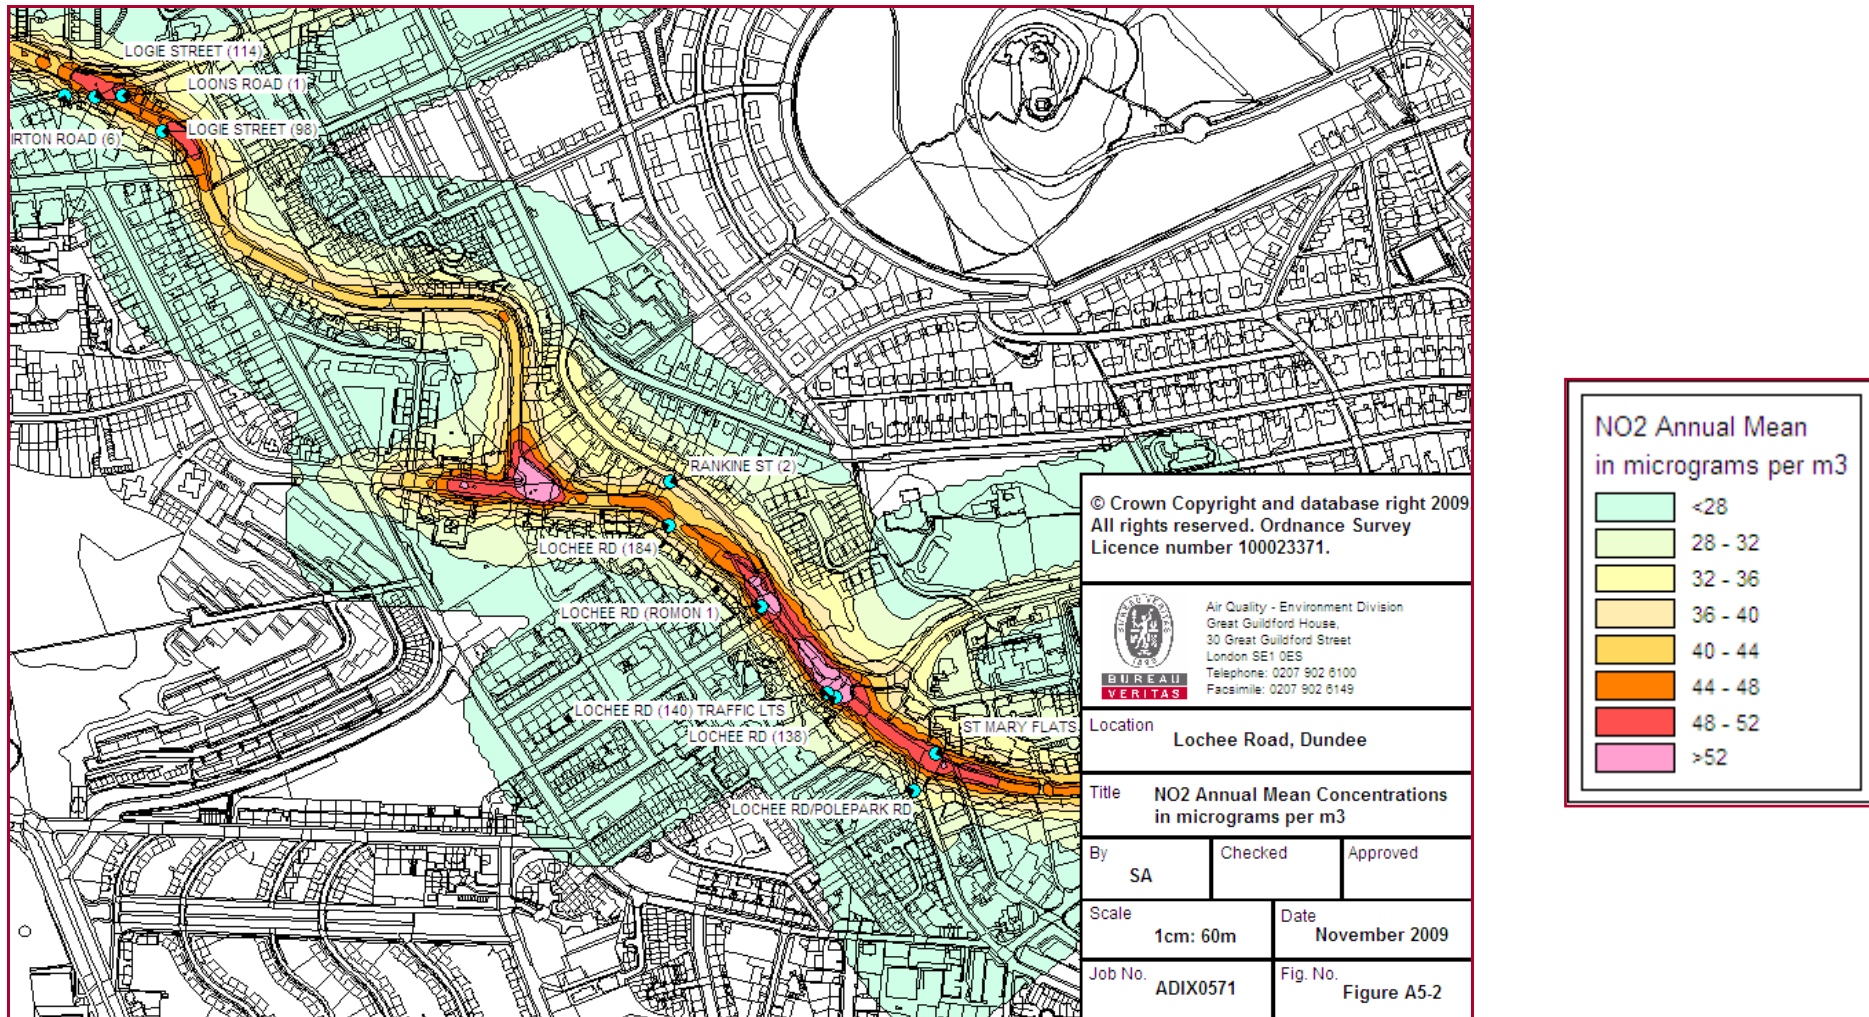 LOGIE STREET (114)
LOONS ROAD (1)
LOGIE STREET (98)
IRTON ROAD (6)
RANKINE ST (2)
LOCHEE RD (184)
LOCHEE RD (ROMON 1)
LOCHEE RD (140) TRAFFIC LTS
LOCHEE RD (138)
ST MARY FLATS
LOCHEE RD/POLEPARK RD
© Crown Copyright and database right 2009.
All rights reserved. Ordnance Survey
Licence number 100023371.
BUREAU VERITAS
1828
BUREAU
VERITAS
Air Quality - Environment Division
Great Guildford House,
30 Great Guildford Street
London SE1 0ES
Telephone: 0207 902 6100
Facsimile: 0207 902 6149
Location
Lochee Road, Dundee
Title
NO2 Annual Mean Concentrations
in micrograms per m3
By
SA
Checked
Approved
Scale
1cm: 60m
Date
November 2009
Job No.
ADIX0571
Fig. No.
Figure A5-2
NO2 Annual Mean
in micrograms per m3
<28
28 - 32
32 - 36
36 - 40
40 - 44
44 - 48
48 - 52
>52